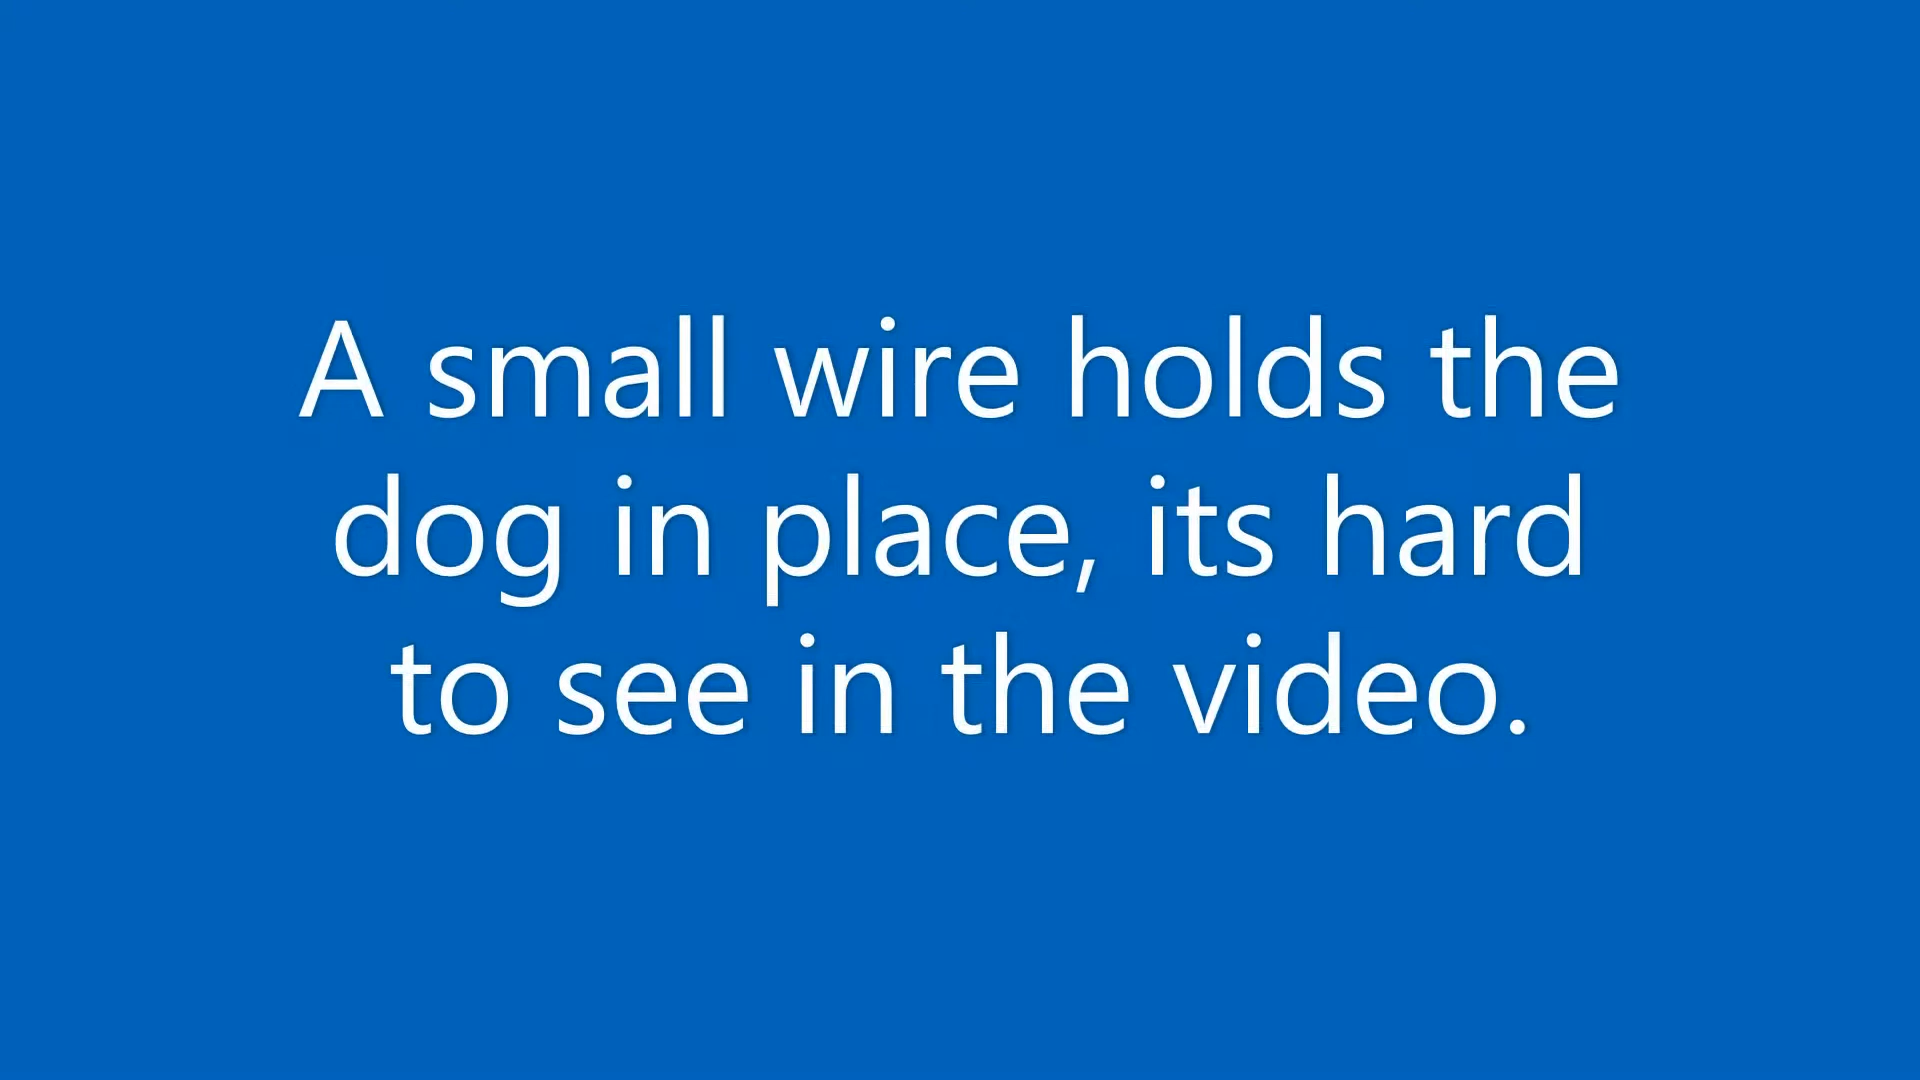 A small wire holds the
dog in place, its hard
to see in the video.